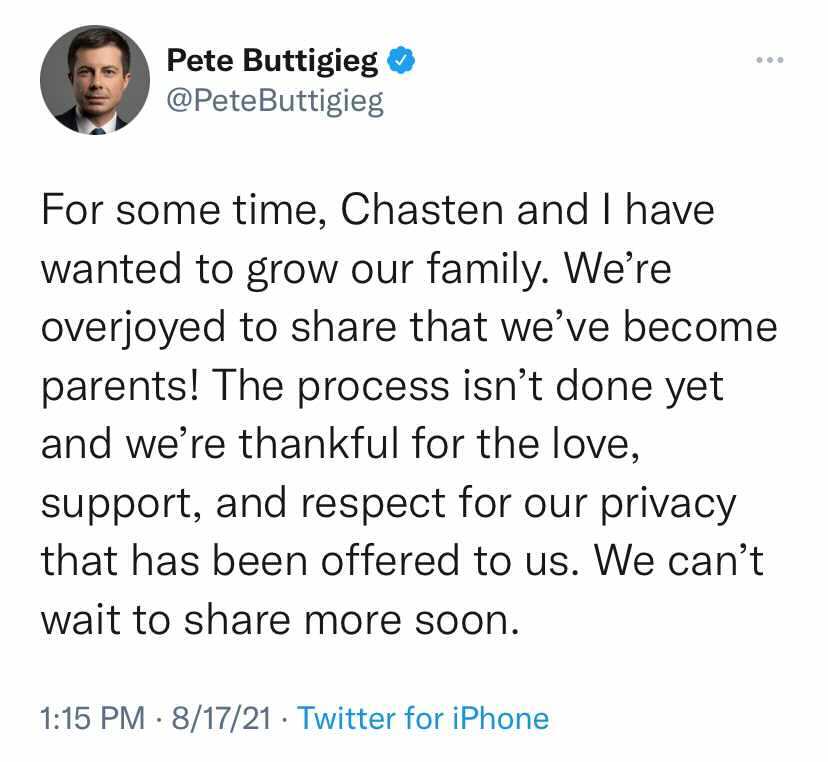 Pete Buttigieg
@PeteButtigieg
For some time, Chasten and I have
wanted to grow our family. We’re
overjoyed to share that we’ve become
parents! The process isn’t done yet
and we’re thankful for the love,
support, and respect for our privacy
that has been offered to us. We can’t
wait to share more soon.
1:15 PM · 8/17/21 · Twitter for iPhone